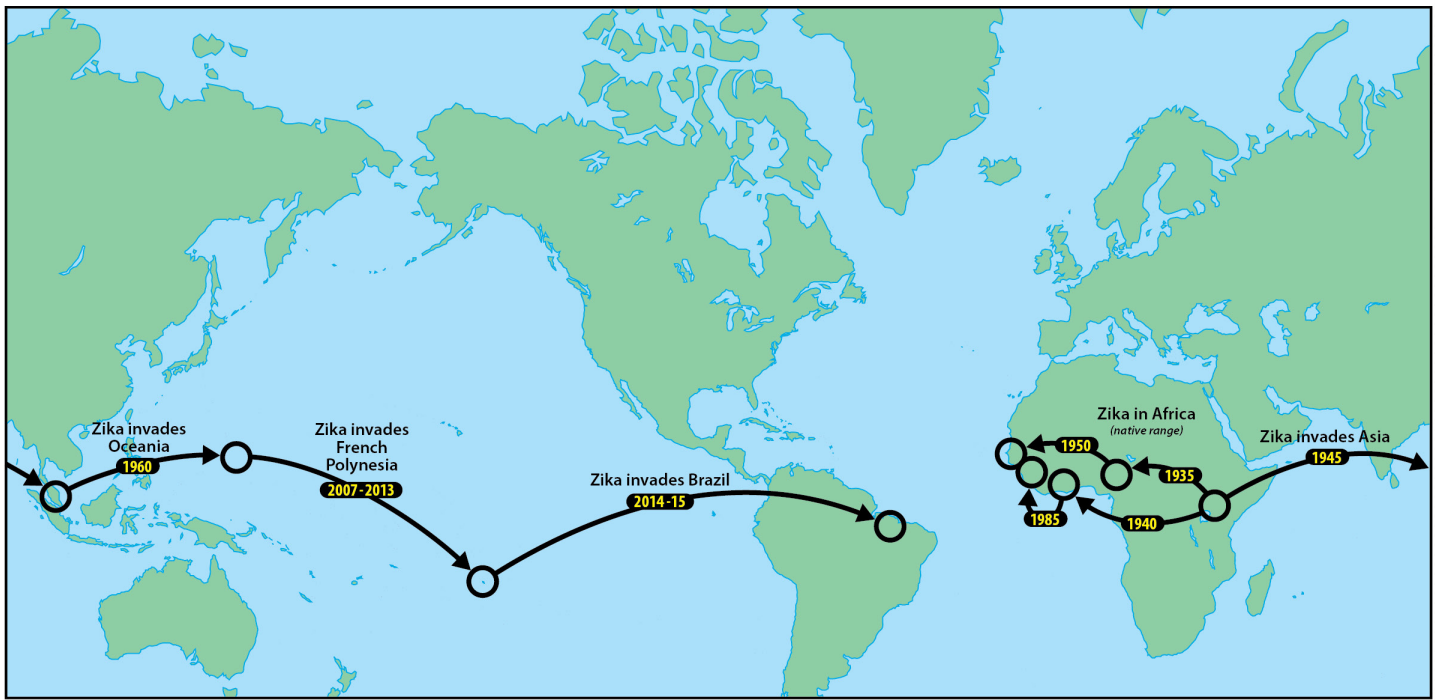 Zika invades
Oceania
1960
Zika invades
French
Polynesia
2007-2013
Zika invades Brazil
2014-15
Zika in Africa
(native range)
1950
1935
1985
1940
Zika invades Asia
1945